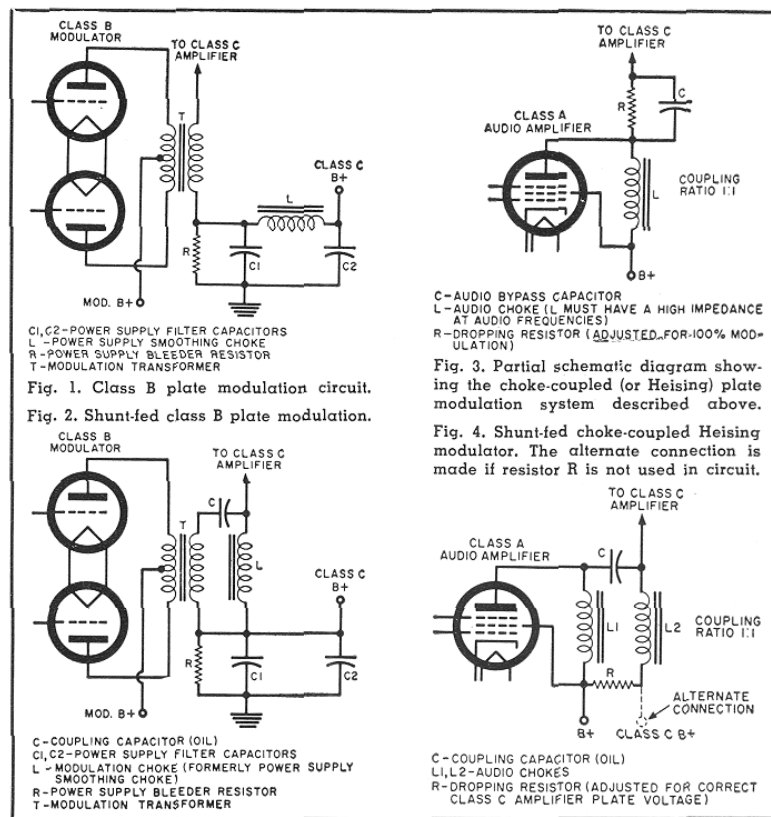 CLASS B
MODULATOR
TO CLASS C
AMPLIFIER
T
CLASS C
B+
L
R
C1
C2
MOD. B+
C1,C2-POWER SUPPLY FILTER CAPACITORS
L -POWER SUPPLY SMOOTHING CHOKE
R-POWER SUPPLY BLEEDER RESISTOR
T-MODULATION TRANSFORMER
Fig. 1. Class B plate modulation circuit.
Fig. 2. Shunt-fed class B plate modulation.
CLASS B
MODULATOR
TO CLASS C
AMPLIFIER
C
T
L
CLASS C
B+
R
C1
C2
MOD. B+
C-COUPLING CAPACITOR (OIL)
C1,C2-POWER SUPPLY FILTER CAPACITORS
L -MODULATION CHOKE (FORMERLY POWER SUPPLY
SMOOTHING CHOKE)
R-POWER SUPPLY BLEEDER RESISTOR
T-MODULATION TRANSFORMER
TO CLASS C
AMPLIFIER
C
R
CLASS A
AUDIO AMPLIFIER
COUPLING
RATIO 1:1
L
B+
C-AUDIO BYPASS CAPACITOR
L-AUDIO CHOKE (L MUST HAVE A HIGH IMPEDANCE
AT AUDIO FREQUENCIES)
R-DROPPING RESISTOR (ADJUSTED FOR 100% MOD-
ULATION)
Fig. 3. Partial schematic diagram show-
ing the choke-coupled (or Heising) plate
modulation system described above.
Fig. 4. Shunt-fed choke-coupled Heising
modulator. The alternate connection is
made if resistor R is not used in circuit.
TO CLASS C
AMPLIFIER
CLASS A
AUDIO AMPLIFIER
C
L1
L2
COUPLING
RATIO 1:1
R
ALTERNATE
CONNECTION
B+
CLASS C B+
C-COUPLING CAPACITOR (OIL)
L1,L2-AUDIO CHOKES
R-DROPPING RESISTOR (ADJUSTED FOR CORRECT
CLASS C AMPLIFIER PLATE VOLTAGE)